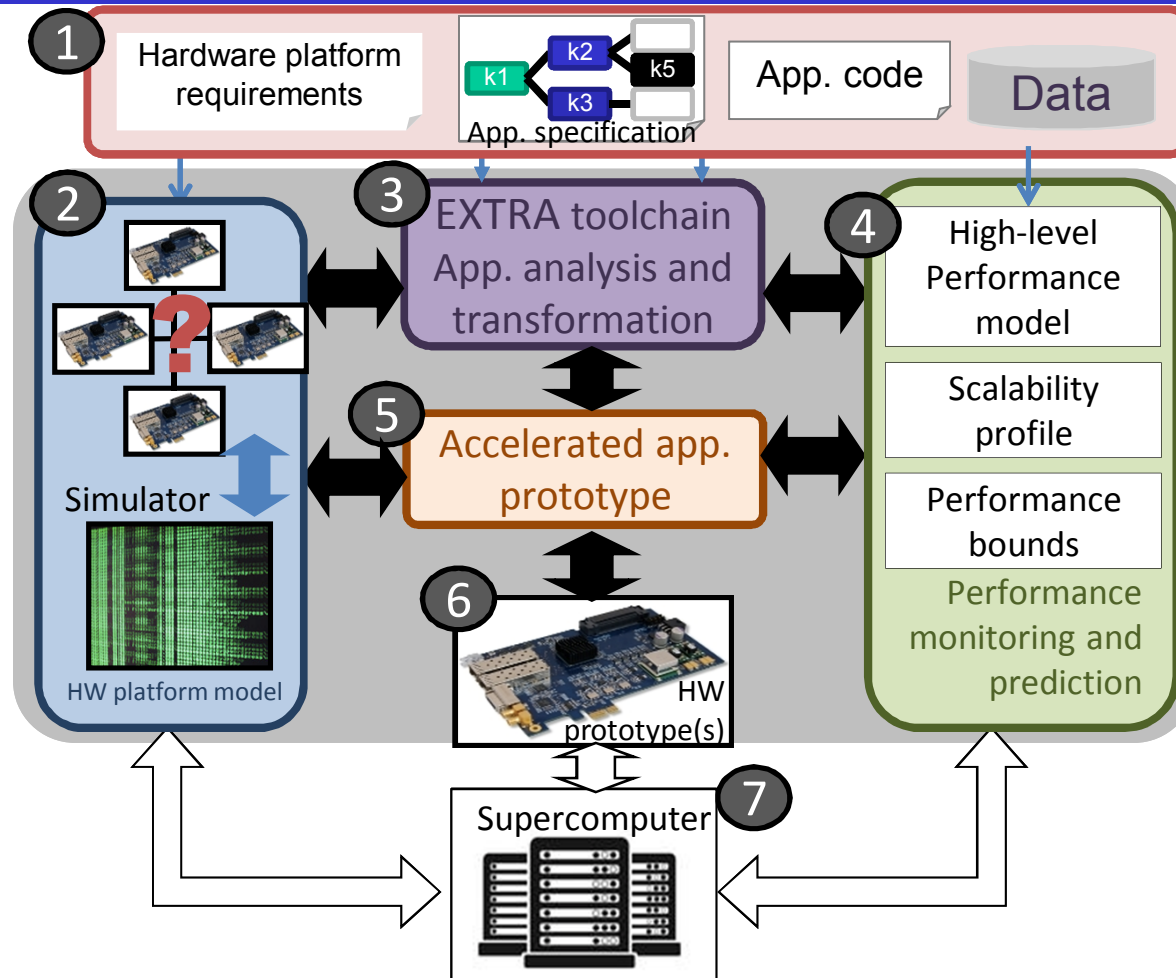 1
Hardware platform
requirements
k1
k2
k5
k3
App. specification
App. code
Data
2
?
Simulator
HW platform model
3
EXTRA toolchain
App. analysis and
transformation
4
High-level
Performance
model
Scalability
profile
Performance
bounds
Performance
monitoring and
prediction
5
Accelerated app.
prototype
6
HW
prototype(s)
7
Supercomputer